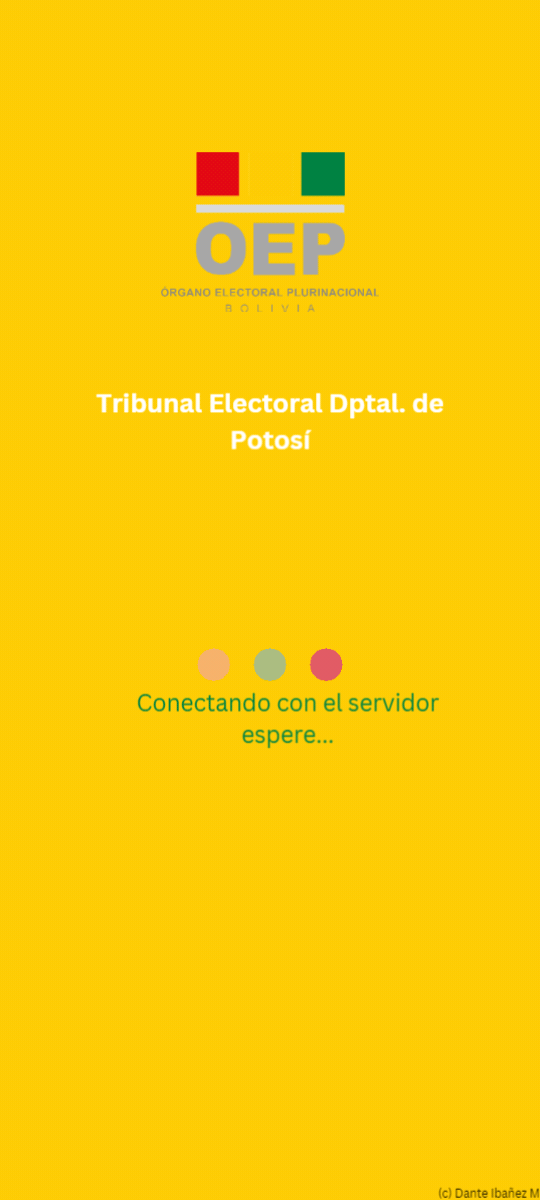 OEP
ÓRGANO ELECTORAL PLURINACIONAL
BOLIVIA
Tribunal Electoral Dptal. de
Potosí
Conectando con el servidor
espere...
(c) Dante Ibañez M